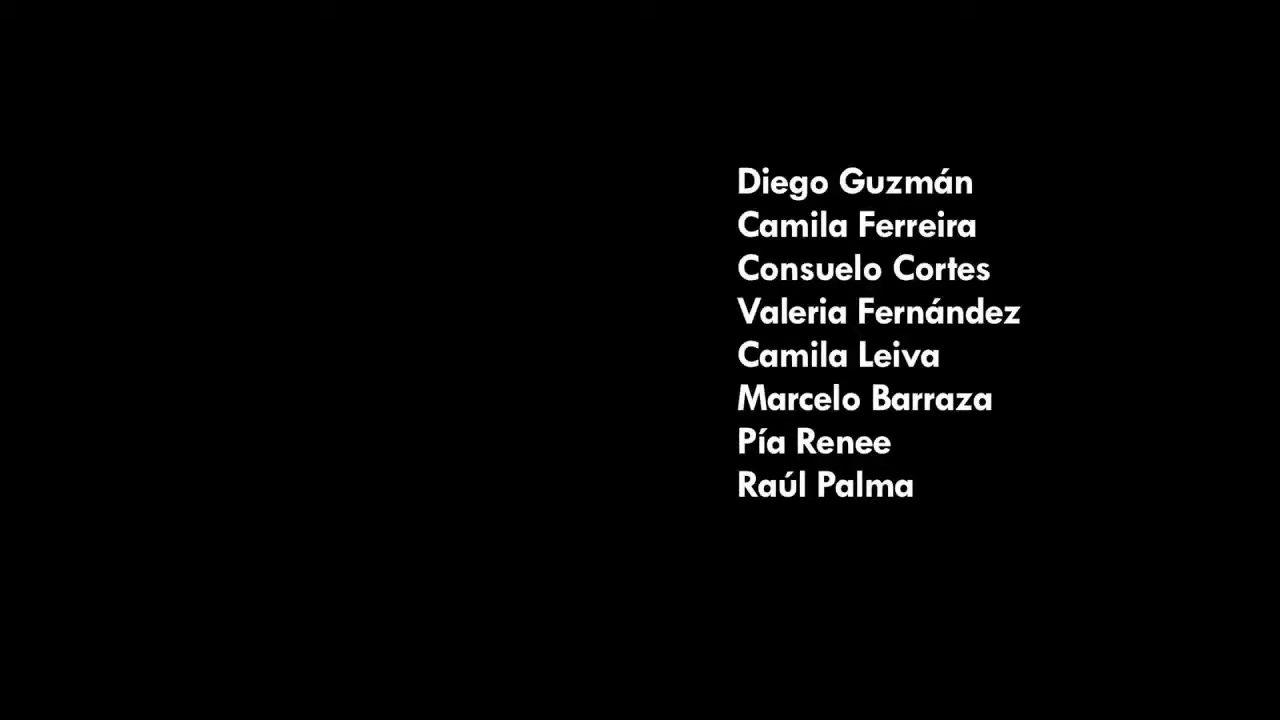 Diego Guzmán
Camila Ferreira
Consuelo Cortes
Valeria Fernández
Camila Leiva
Marcelo Barraza
Pía Renee
Raúl Palma